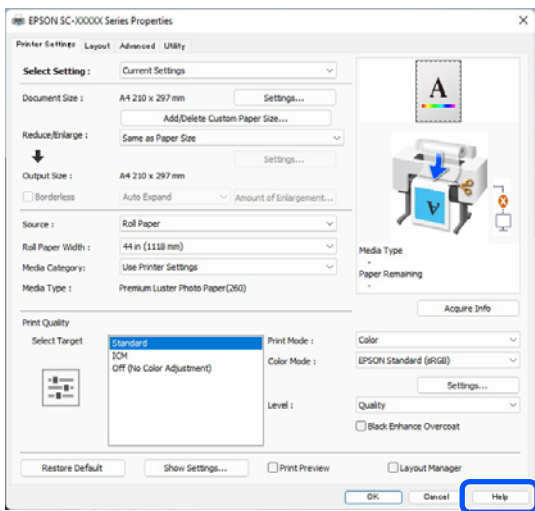 EPSON SC-XXXXX Series Properties
Printer Settings Layout Advanced Utility
Select Setting : Current Settings
Document Size : A4 210 x 297 mm Settings...
Add/Delete Custom Paper Size...
Reduce/Enlarge : Same as Paper Size
Settings...
Output Size : A4 210 x 297 mm
Borderless Auto Expand Amount of Enlargement...
Source : Roll Paper
Roll Paper Width : 44 in (1118 mm)
Media Category: Use Printer Settings
Media Type : Premium Luster Photo Paper(260)
A
A
Media Type
-
Paper Remaining
-
Acquire Info
Print Quality
Select Target
Standard
ICM
Off (No Color Adjustment)
Print Mode : Color
Color Mode : EPSON Standard (sRGB)
Settings...
Level : Quality
Black Enhance Overcoat
Restore Default Show Settings... Print Preview Layout Manager
OK Cancel Help